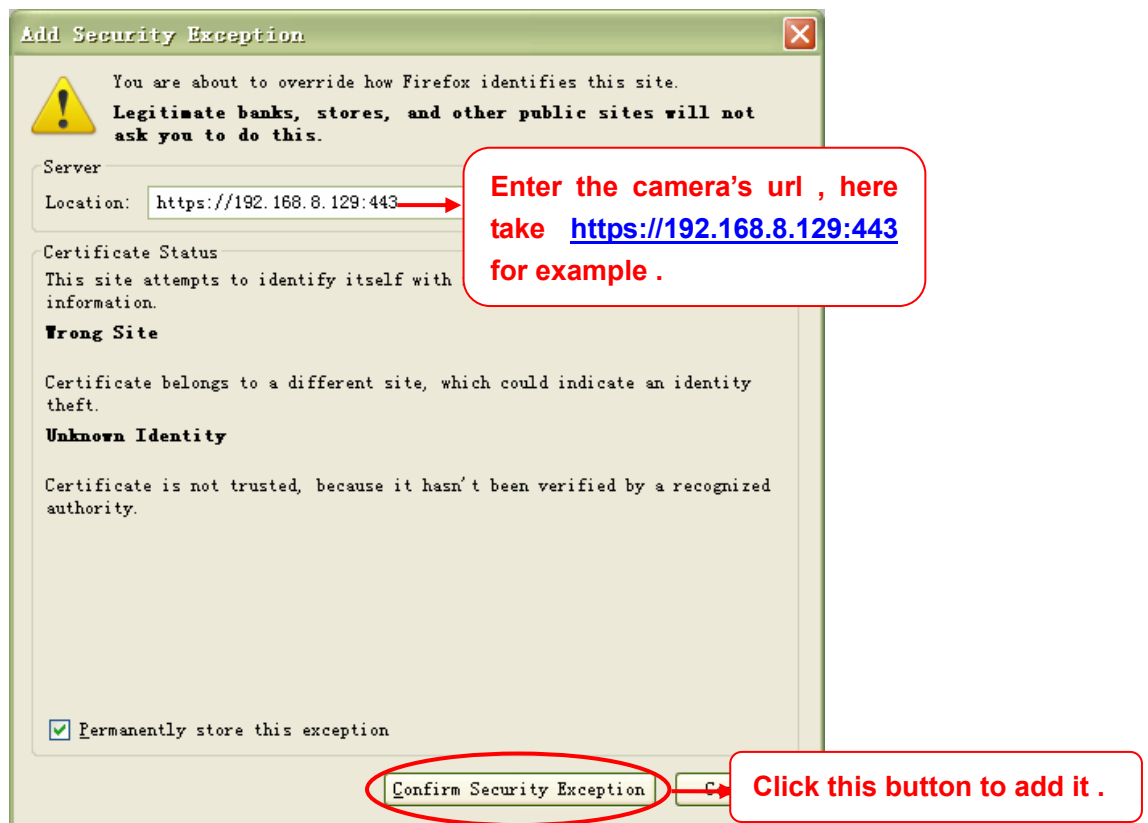 Add Security Exception
You are about to override how Firefox identifies this site.
Legitimate banks, stores, and other public sites will not
ask you to do this.
Server
Location: https://192.168.8.129:443
Enter the camera's url , here
take https://192.168.8.129:443
for example .
Certificate Status
This site attempts to identify itself with
information.
Wrong Site
Certificate belongs to a different site, which could indicate an identity
theft.
Unknown Identity
Certificate is not trusted, because it hasn't been verified by a recognized
authority.
Permanently store this exception
Confirm Security Exception
Click this button to add it .